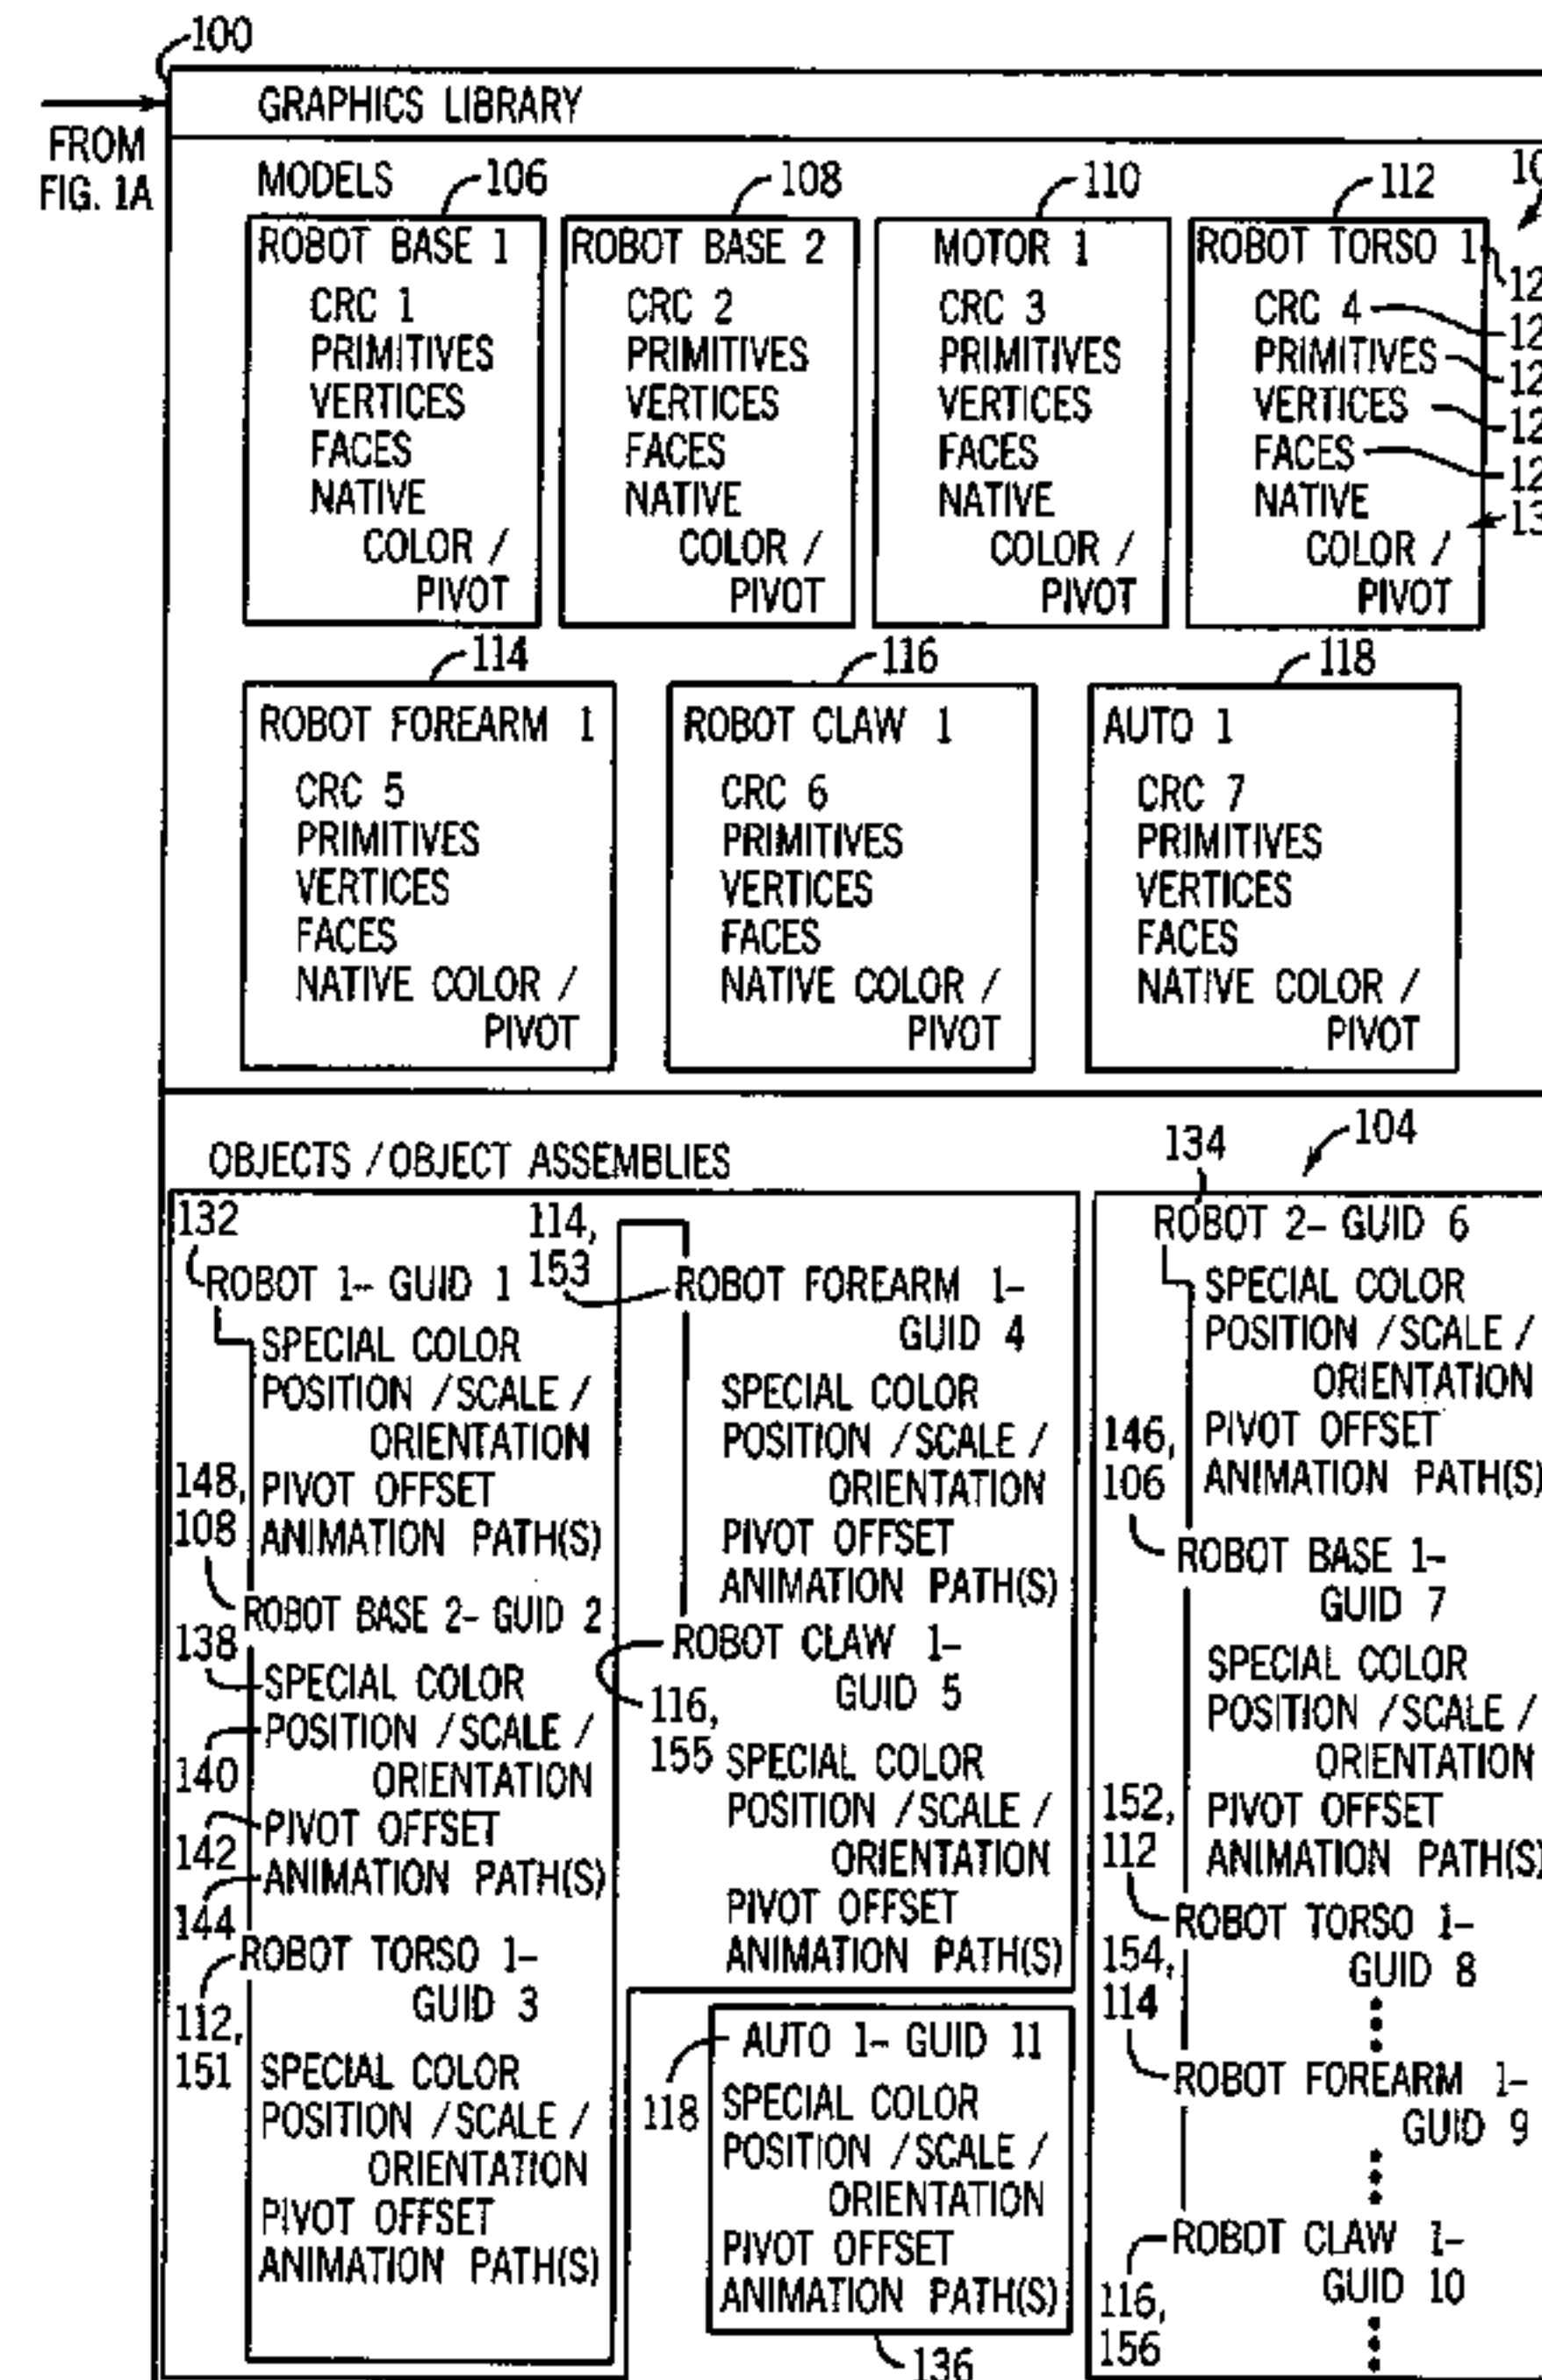 100
GRAPHICS LIBRARY
FROM
FIG. 1A
MODELS
106
108
110
112
ROBOT BASE 1
CRC 1
PRIMITIVES
VERTICES
FACES
NATIVE
COLOR /
PIVOT
ROBOT BASE 2
CRC 2
PRIMITIVES
VERTICES
FACES
NATIVE
COLOR /
PIVOT
MOTOR 1
CRC 3
PRIMITIVES
VERTICES
FACES
NATIVE
COLOR /
PIVOT
ROBOT TORSO 1
CRC 4
PRIMITIVES
VERTICES
FACES
NATIVE
COLOR /
PIVOT
114
116
118
ROBOT FOREARM 1
CRC 5
PRIMITIVES
VERTICES
FACES
NATIVE COLOR /
PIVOT
ROBOT CLAW 1
CRC 6
PRIMITIVES
VERTICES
FACES
NATIVE COLOR /
PIVOT
AUTO 1
CRC 7
PRIMITIVES
VERTICES
FACES
NATIVE COLOR /
PIVOT
OBJECTS / OBJECT ASSEMBLIES
104
132
ROBOT 1- GUID 1
SPECIAL COLOR
POSITION / SCALE /
ORIENTATION
148,
108
PIVOT OFFSET
ANIMATION PATH(S)
ROBOT BASE 2- GUID 2
138
SPECIAL COLOR
POSITION / SCALE /
140
ORIENTATION
PIVOT OFFSET
142
ANIMATION PATH(S)
144
ROBOT TORSO 1-
GUID 3
112,
151
SPECIAL COLOR
POSITION / SCALE /
ORIENTATION
PIVOT OFFSET
ANIMATION PATH(S)
114,
153
ROBOT FOREARM 1-
GUID 4
SPECIAL COLOR
POSITION / SCALE /
ORIENTATION
PIVOT OFFSET
ANIMATION PATH(S)
ROBOT CLAW 1-
GUID 5
116,
155
SPECIAL COLOR
POSITION / SCALE /
ORIENTATION
PIVOT OFFSET
ANIMATION PATH(S)
AUTO 1- GUID 11
118
SPECIAL COLOR
POSITION / SCALE /
ORIENTATION
PIVOT OFFSET
ANIMATION PATH(S)
136
134
ROBOT 2- GUID 6
SPECIAL COLOR
POSITION / SCALE /
ORIENTATION
146,
106
PIVOT OFFSET
ANIMATION PATH(S)
ROBOT BASE 1-
GUID 7
SPECIAL COLOR
POSITION / SCALE /
ORIENTATION
152,
112
PIVOT OFFSET
ANIMATION PATH(S)
ROBOT TORSO 1-
GUID 8
154,
114
ROBOT FOREARM 1-
GUID 9
ROBOT CLAW 1-
GUID 10
116,
156